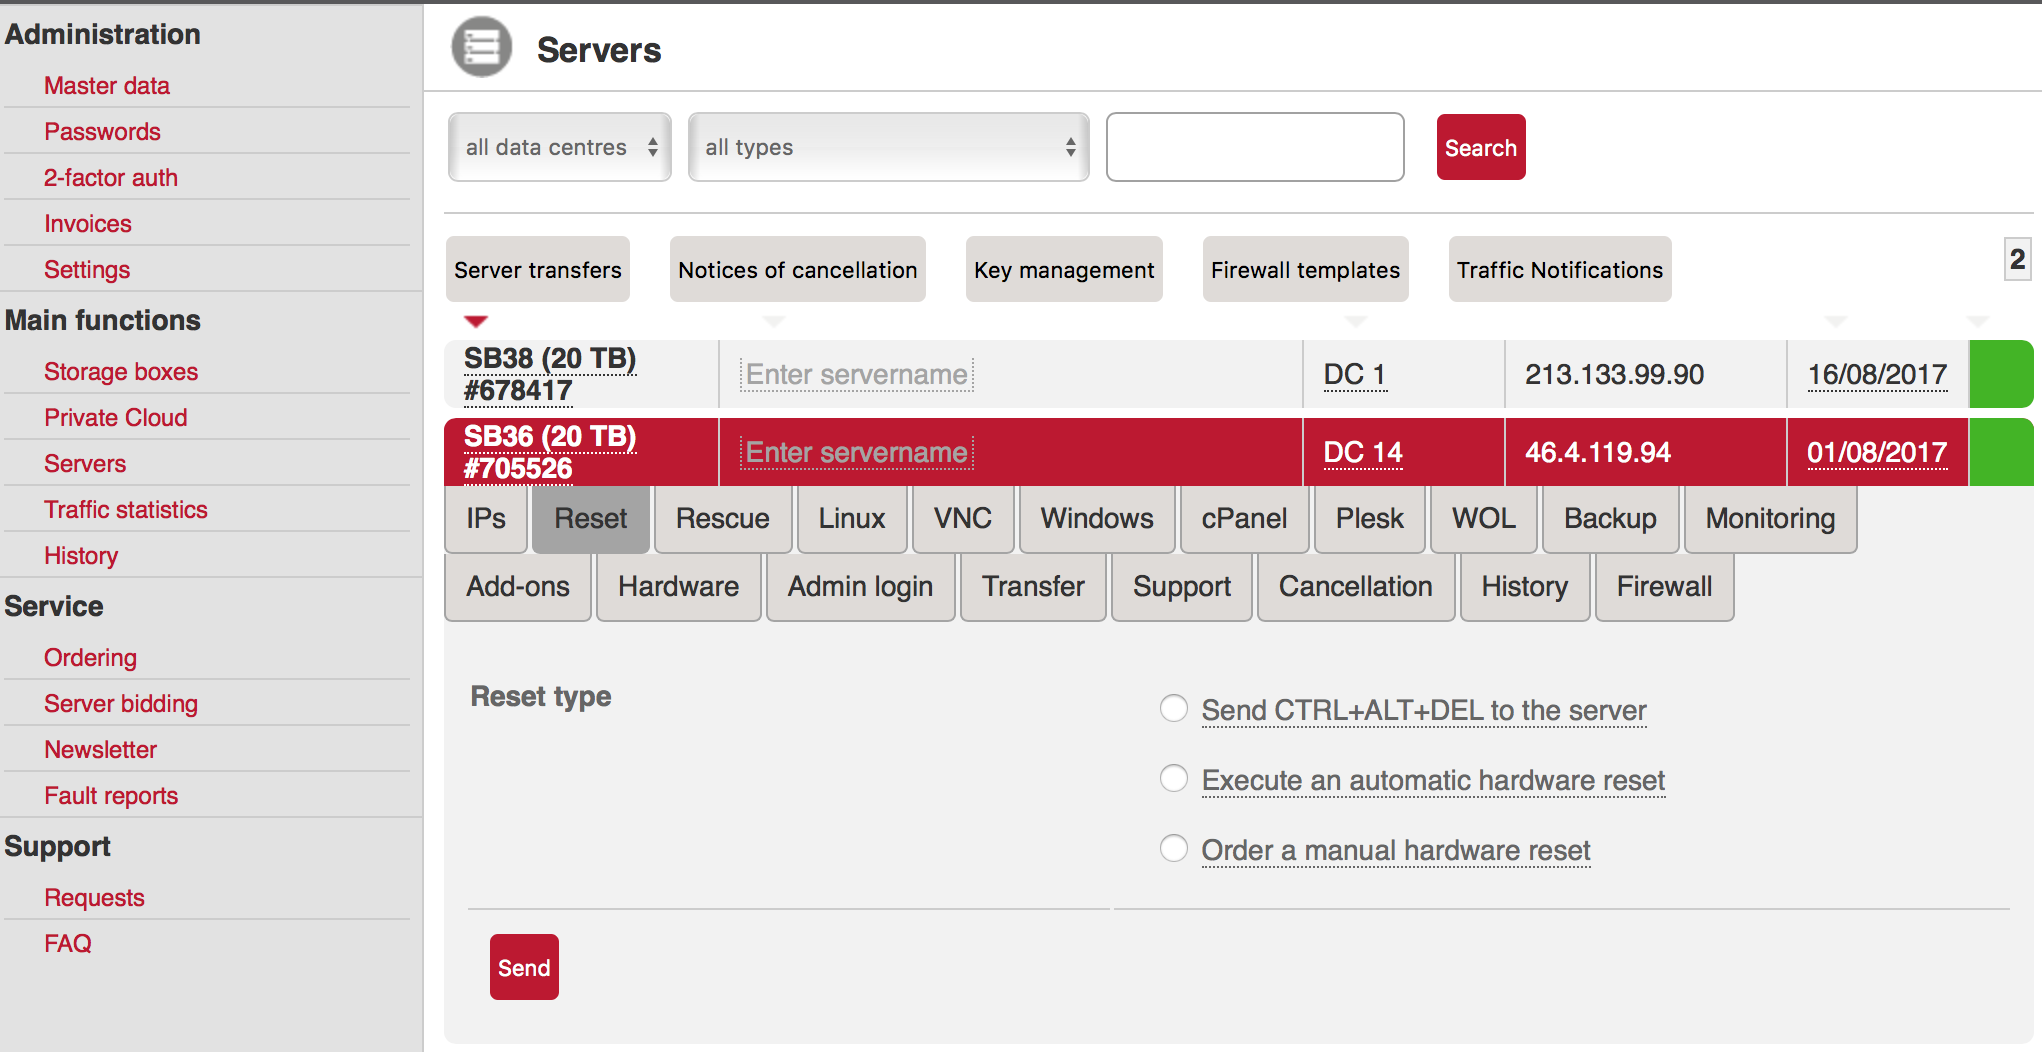 Administration
Master data
Passwords
2-factor auth
Invoices
Settings
Main functions
Storage boxes
Private Cloud
Servers
Traffic statistics
History
Service
Ordering
Server bidding
Newsletter
Fault reports
Support
Requests
FAQ
Servers
all data centres all types Search
Server transfers Notices of cancellation Key management Firewall templates Traffic Notifications 2
SB38 (20 TB)
#678417 Enter servername DC 1 213.133.99.90 16/08/2017
SB36 (20 TB)
#705526 Enter servername DC 14 46.4.119.94 01/08/2017
IPs Reset Rescue Linux VNC Windows cPanel Plesk WOL Backup Monitoring
Add-ons Hardware Admin login Transfer Support Cancellation History Firewall
Reset type
Send CTRL+ALT+DEL to the server
Execute an automatic hardware reset
Order a manual hardware reset
Send